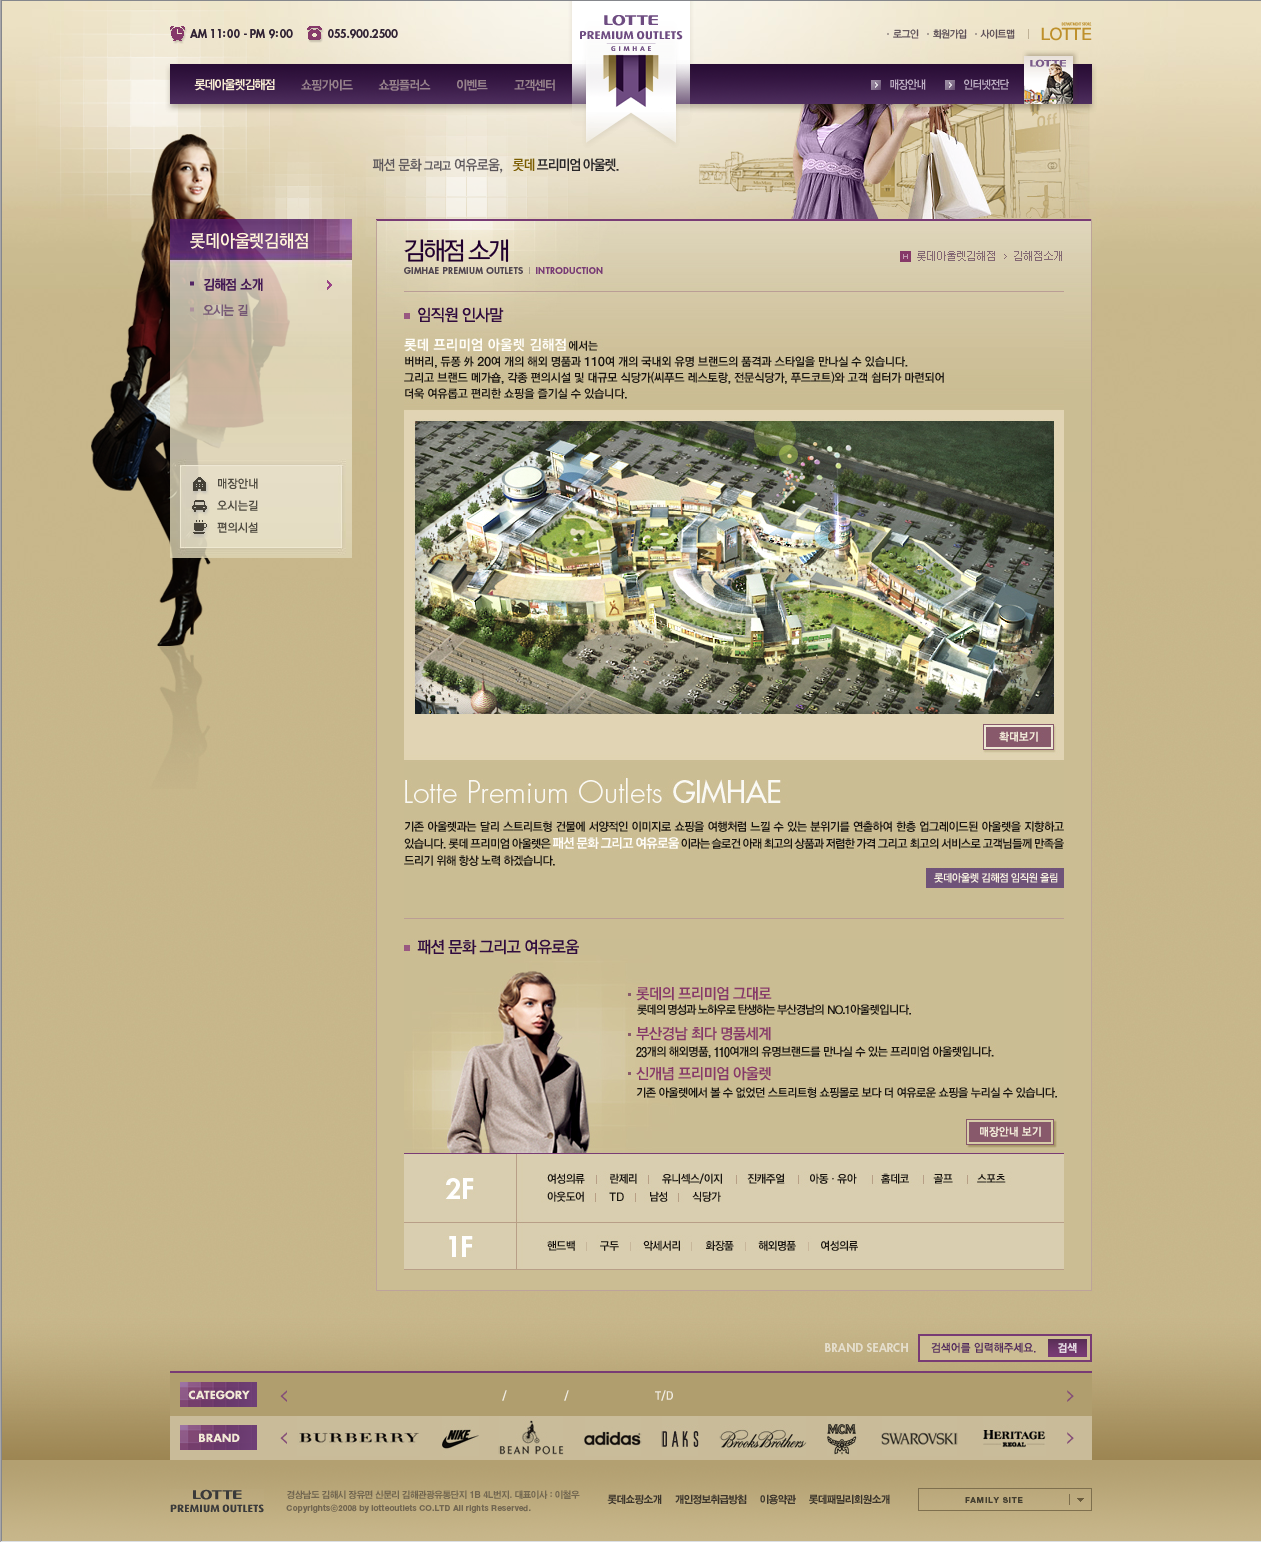 AM 11:00 - PM 9:00
055.900.2500
LOTTE
PREMIUM OUTLETS
GIMHAE
· 로그인 · 회원가입 · 사이트맵
DEPARTMENT STORE
LOTTE
롯데아울렛김해점 쇼핑가이드 쇼핑플러스 이벤트 고객센터
매장안내 인터넷전단
LOTTE
패션 문화 그리고 여유로움, 롯데 프리미엄 아울렛.
롯데아울렛김해점
김해점 소개
오시는 길
매장안내
오시는길
편의시설
김해점 소개
GIMHAE PREMIUM OUTLETS | INTRODUCTION
H 롯데아울렛김해점 > 김해점소개
임직원 인사말
롯데 프리미엄 아울렛 김해점에서는
버버리, 듀퐁 外 20여 개의 해외 명품과 110여 개의 국내외 유명 브랜드의 품격과 스타일을 만나실 수 있습니다.
그리고 브랜드 메가숍, 각종 편의시설 및 대규모 식당가(씨푸드 레스토랑, 전문식당가, 푸드코트)와 고객 쉼터가 마련되어
더욱 여유롭고 편리한 쇼핑을 즐기실 수 있습니다.
확대보기
Lotte Premium Outlets GIMHAE
기존 아울렛과는 달리 스트리트형 건물에 서양적인 이미지로 쇼핑을 여행처럼 느낄 수 있는 분위기를 연출하여 한층 업그레이드된 아울렛을 지향하고
있습니다. 롯데 프리미엄 아울렛은 패션 문화 그리고 여유로움 이라는 슬로건 아래 최고의 상품과 저렴한 가격 그리고 최고의 서비스로 고객님들께 만족을
드리기 위해 항상 노력 하겠습니다.
롯데아울렛 김해점 임직원 올림
패션 문화 그리고 여유로움
· 롯데의 프리미엄 그대로
롯데의 명성과 노하우로 탄생하는 부산경남의 NO.1아울렛입니다.
· 부산경남 최다 명품세계
23개의 해외명품, 110여개의 유명브랜드를 만나실 수 있는 프리미엄 아울렛입니다.
· 신개념 프리미엄 아울렛
기존 아울렛에서 볼 수 없었던 스트리트형 쇼핑몰로 보다 더 여유로운 쇼핑을 누리실 수 있습니다.
매장안내 보기
2F
여성의류 | 란제리 | 유니섹스/이지 | 진캐주얼 | 아동 · 유아 | 홈데코 | 골프 | 스포츠
아웃도어 | TD | 남성 | 식당가
1F
핸드백 | 구두 | 악세서리 | 화장품 | 해외명품 | 여성의류
BRAND SEARCH
검색어를 입력해주세요.
검색
CATEGORY
/ / T/D
BRAND
BURBERRY NIKE BEAN POLE adidas DAKS Brooks Brothers MCM SWAROVSKI HERITAGE REGAL
LOTTE
PREMIUM OUTLETS
경상남도 김해시 장유면 신문리 김해관광유통단지 1B 4L번지. 대표이사 : 이철우
Copyrightsⓒ2008 by lotteoutlets CO.LTD All rights Reserved.
롯데쇼핑소개 개인정보취급방침 이용약관 롯데패밀리회원소개
FAMILY SITE